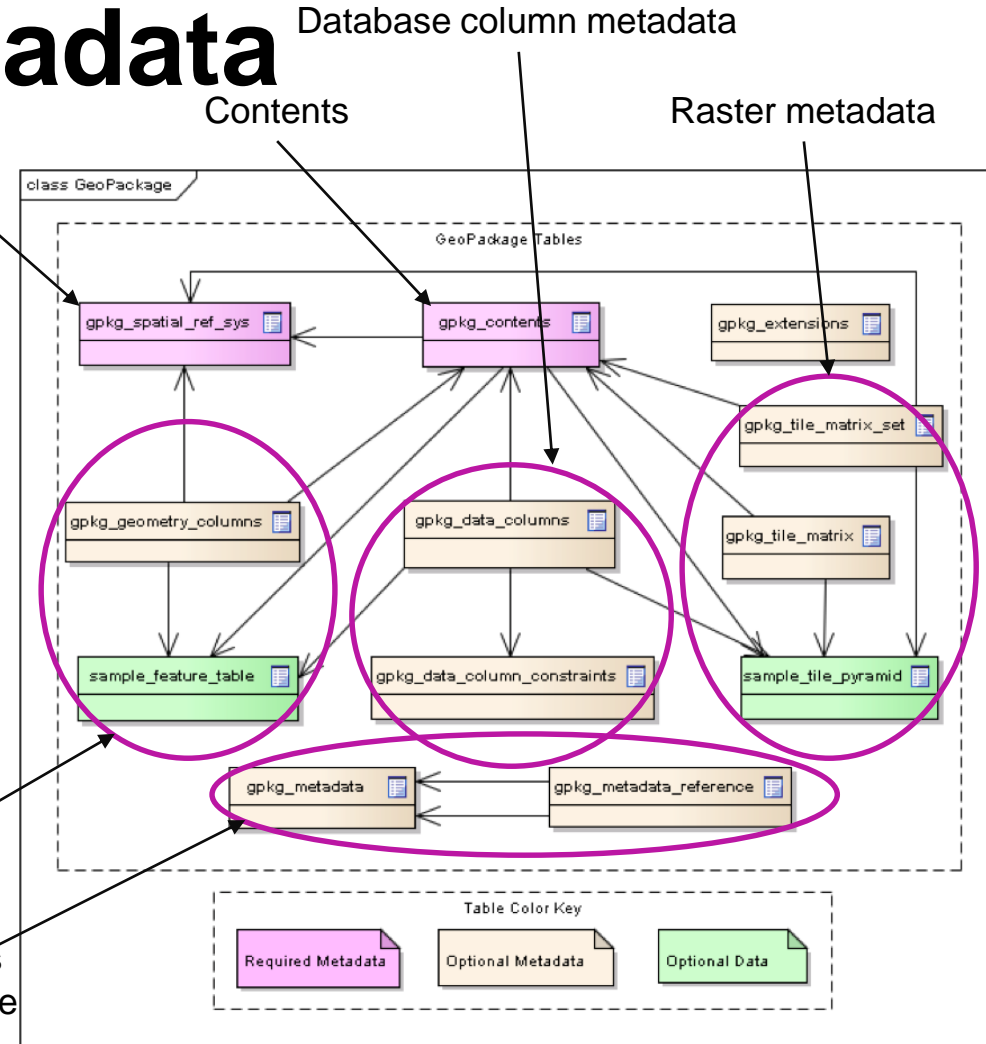 adata
Database column metadata
Contents
Raster metadata
class GeoPackage
GeoPackage Tables
gpkg_spatial_ref_sys
gpkg_contents
gpkg_extensions
gpkg_tile_matrix_set
gpkg_geometry_columns
gpkg_data_columns
gpkg_tile_matrix
sample_feature_table
gpkg_data_column_constraints
sample_tile_pyramid
gpkg_metadata
gpkg_metadata_reference
Table Color Key
Required Metadata
Optional Metadata
Optional Data
s
e